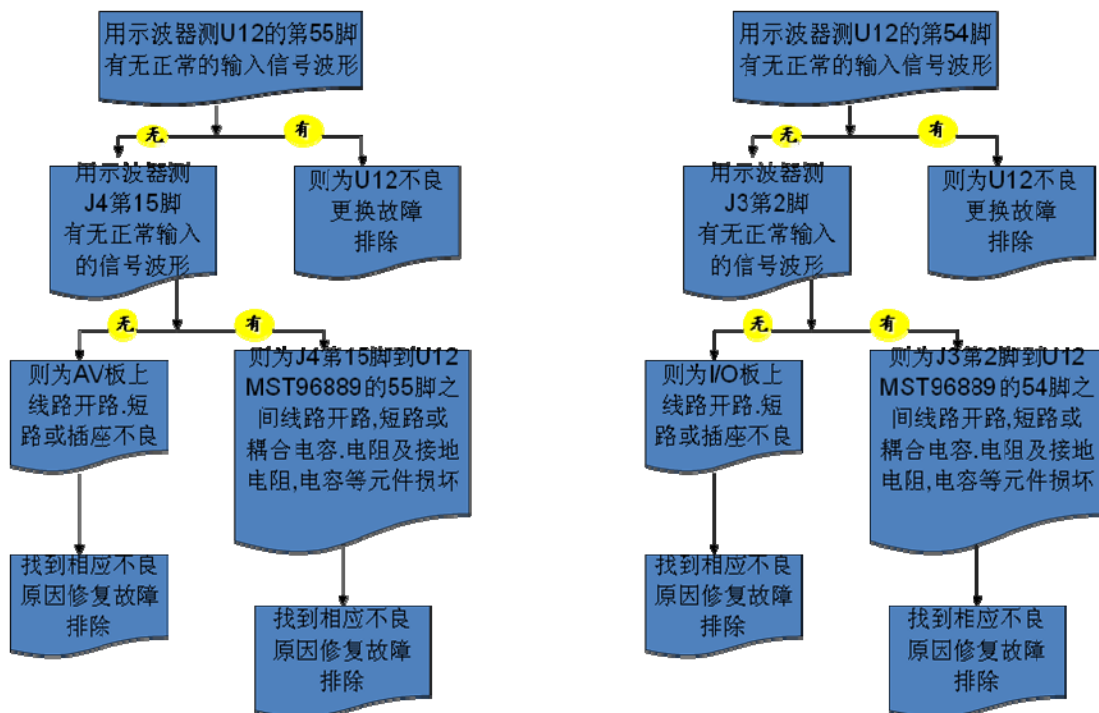 用示波器测U12的第55脚
有无正常的输入信号波形
无
有
用示波器测
J4第15脚
有无正常输入
的信号波形
则为U12不良
更换故障
排除
无
有
则为AV板上
线路开路.短
路或插座不良
则为J4第15脚到U12
MST96889的55脚之
间线路开路,短路或
耦合电容.电阻及接地
电阻,电容等元件损坏
找到相应不良
原因修复故障
排除
找到相应不良
原因修复故障
排除
用示波器测U12的第54脚
有无正常的输入信号波形
无
有
用示波器测
J3第2脚
有无正常输入
的信号波形
则为U12不良
更换故障
排除
无
有
则为I/O板上
线路开路.短
路或插座不良
则为J3第2脚到U12
MST96889的54脚之
间线路开路,短路或
耦合电容.电阻及接地
电阻,电容等元件损坏
找到相应不良
原因修复故障
排除
找到相应不良
原因修复故障
排除